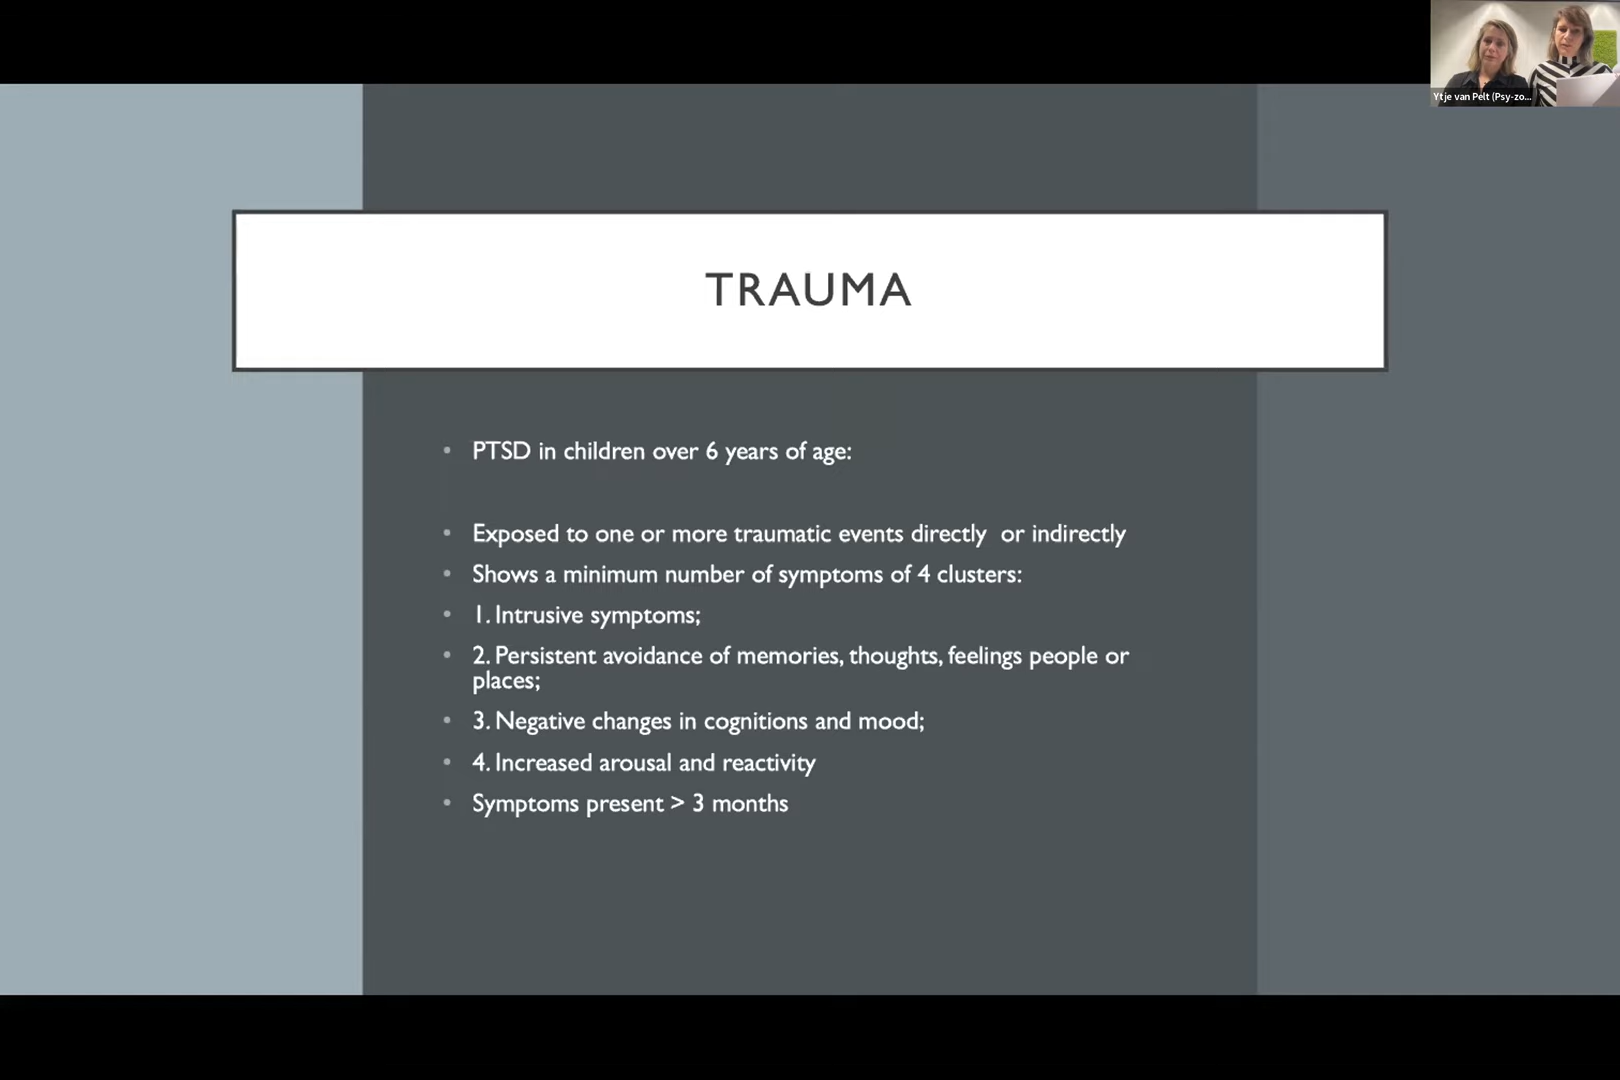 Ytje van Pelt (Psy-zo...
TRAUMA
• PTSD in children over 6 years of age:
• Exposed to one or more traumatic events directly  or indirectly
• Shows a minimum number of symptoms of 4 clusters:
• 1. Intrusive symptoms;
• 2. Persistent avoidance of memories, thoughts, feelings people or
places;
• 3. Negative changes in cognitions and mood;
• 4. Increased arousal and reactivity
• Symptoms present > 3 months